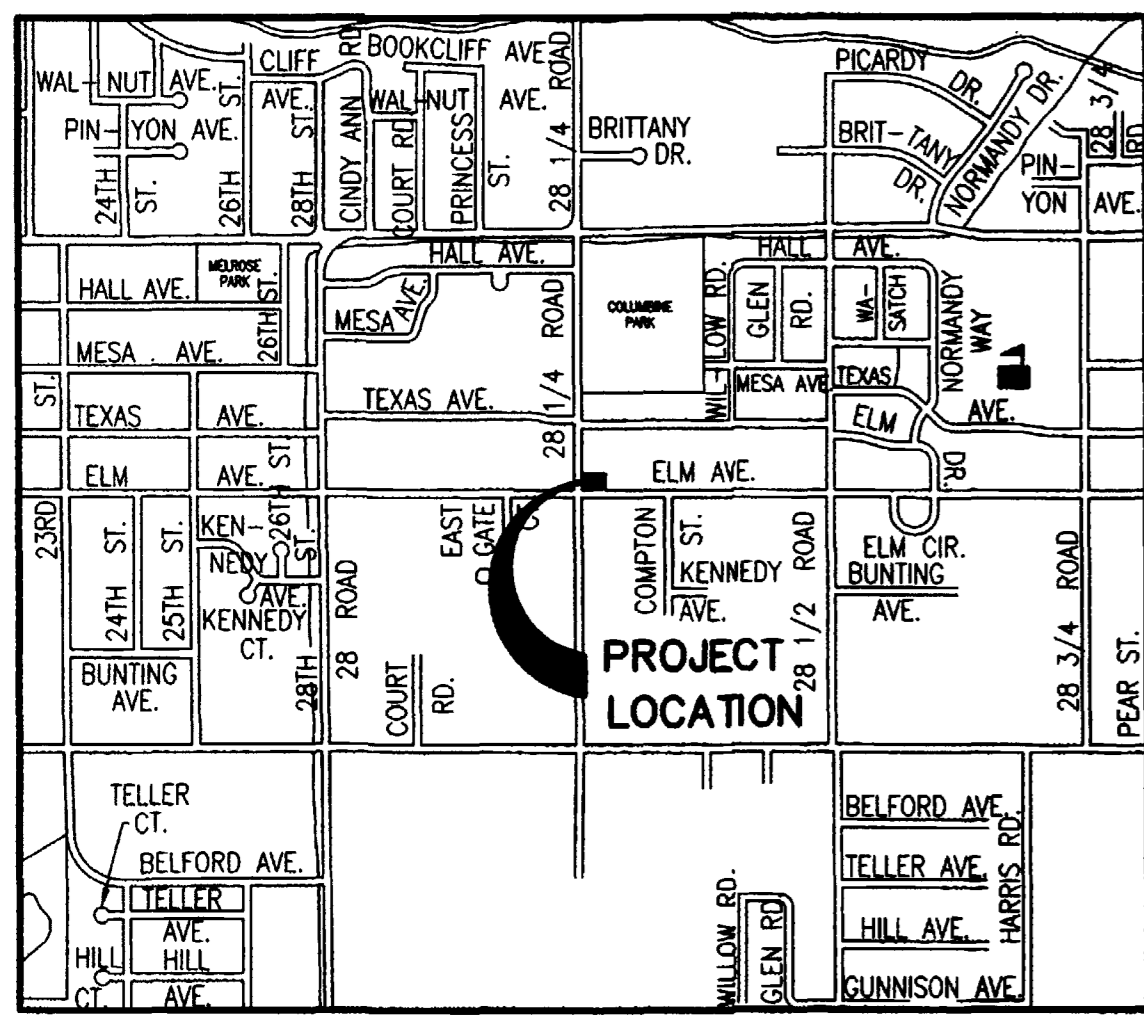 BOOKCLIFF AVE.
CLIFF
AVE.
WAL-NUT AVE.
PIN-YON AVE.
24TH
ST.
26TH
ST.
28TH
ST.
CINDY ANN
RD.
WAL-NUT
AVE.
COURT RD.
PRINCESS
ST.
28 1/4 ROAD
BRITTANY
DR.
PICARDY
DR.
BRIT-TANY
DR.
NORMANDY DR.
28 3/4
RD
PIN-
YON AVE.
HALL AVE.
HALL AVE.
HALL AVE.
MELROSE
PARK
26TH ST.
MESA AVE.
MESA AVE.
28 1/4 ROAD
COLUMBINE
PARK
WIL-LOW RD.
GLEN
RD.
WA-
SATCH
NORMANDY
WAY
MESA AVE
TEXAS
AVE.
ST.
TEXAS AVE.
TEXAS AVE.
ELM
DR.
ELM AVE.
26TH ST.
ELM AVE.
23RD
24TH
ST.
25TH
ST.
KEN-
NEDY
AVE.
KENNEDY
CT.
28TH
ST.
28 ROAD
EAST
GATE
COMPTON
ST.
KENNEDY
AVE.
28 1/2 ROAD
ELM CIR.
BUNTING
AVE.
28 3/4 ROAD
PEAR ST.
BUNTING
AVE.
COURT
RD.
PROJECT
LOCATION
TELLER
CT.
BELFORD AVE.
TELLER
AVE.
HILL
CT.
HILL
AVE.
WILLOW RD.
GLEN RD.
BELFORD AVE.
TELLER AVE.
HILL AVE.
GUNNISON AVE.
HARRIS RD.